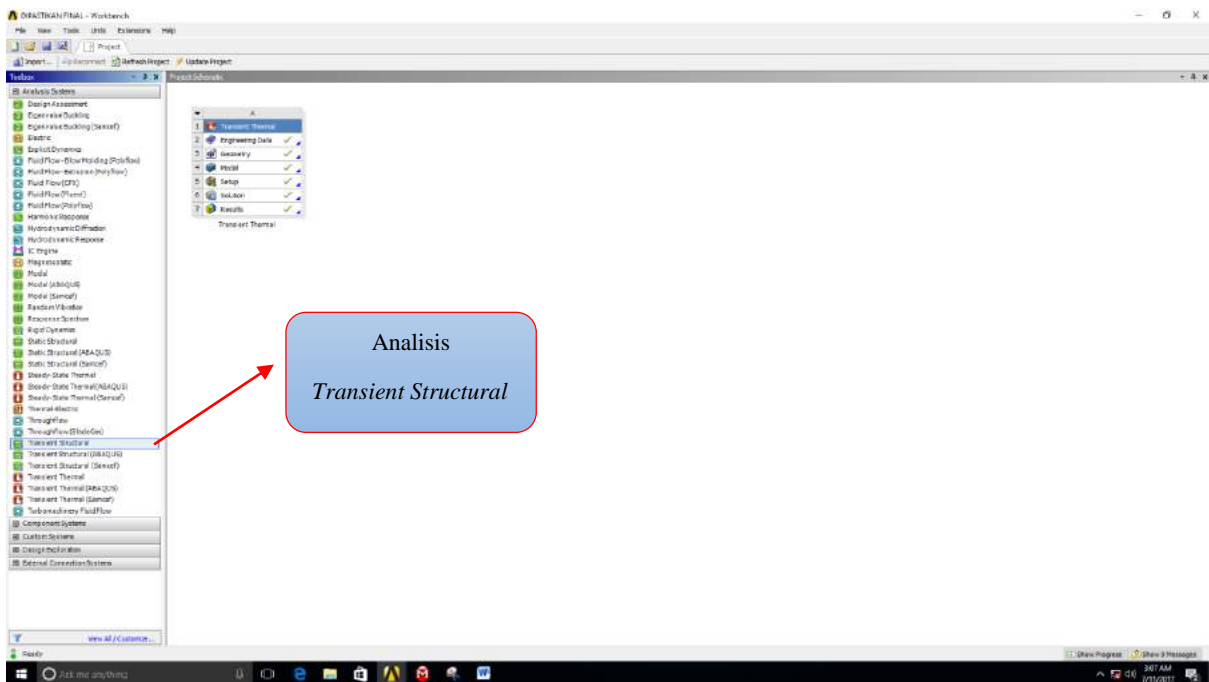 DIPASTIKAN FINAL - Workbench
File View Tools Units Extensions Help
Project
Import... Reconnect Refresh Project Update Project
Toolbox
Project Schematic
Analysis Systems
Design Assessment
Eigenvalue Buckling
Eigenvalue Buckling (Samcef)
Electric
Explicit Dynamics
Fluid Flow - Blow Molding (Polyflow)
Fluid Flow - Extrusion (Polyflow)
Fluid Flow (CFX)
Fluid Flow (Fluent)
Fluid Flow (Polyflow)
Harmonic Response
Hydrodynamic Diffraction
Hydrodynamic Response
IC Engine
Magnetostatic
Modal
Modal (ABAQUS)
Modal (Samcef)
Random Vibration
Response Spectrum
Rigid Dynamics
Static Structural
Static Structural (ABAQUS)
Static Structural (Samcef)
Steady-State Thermal
Steady-State Thermal (ABAQUS)
Steady-State Thermal (Samcef)
Thermal-Electric
Throughflow
Throughflow (BladeGen)
Transient Structural
Transient Structural (ABAQUS)
Transient Structural (Samcef)
Transient Thermal
Transient Thermal (ABAQUS)
Transient Thermal (Samcef)
Turbomachinery Fluid Flow
Component Systems
Custom Systems
Design Exploration
External Connection Systems
View All / Customize...
A
1 Transient Thermal
2 Engineering Data
3 Geometry
4 Model
5 Setup
6 Solution
7 Results
Transient Thermal
Analisis
Transient Structural
Ready
Show Progress Show 3 Messages
Ask me anything
3:07 AM
7/11/2017